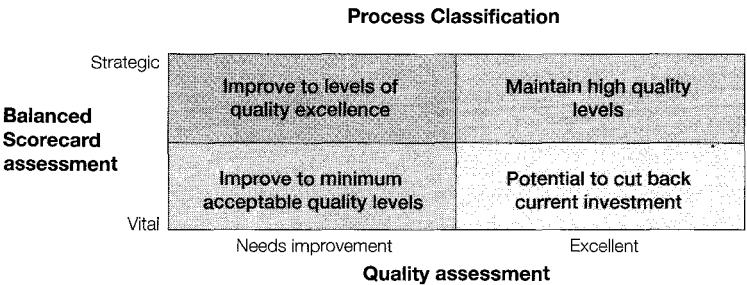 Process Classification
Strategic
Improve to levels of
quality excellence
Maintain high quality
levels
Balanced
Scorecard
assessment
Improve to minimum
acceptable quality levels
Potential to cut back
current investment
Vital
Needs improvement
Excellent
Quality assessment